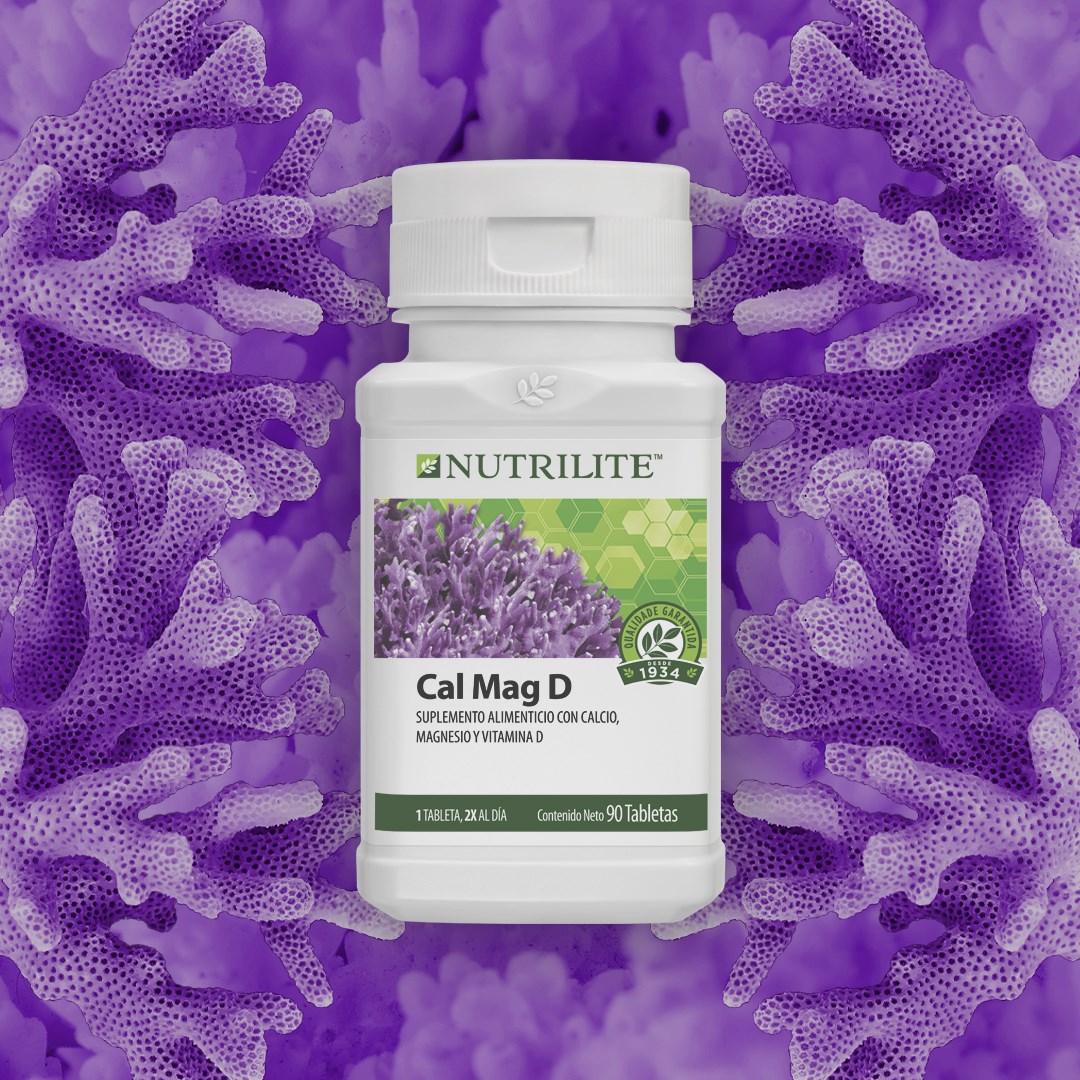 NUTRILITE™
QUALIDADE GARANTIDA
DESDE
1934
Cal Mag D
SUPLEMENTO ALIMENTICIO CON CALCIO,
MAGNESIO Y VITAMINA D
1 TABLETA, 2X AL DÍA Contenido Neto 90 Tabletas